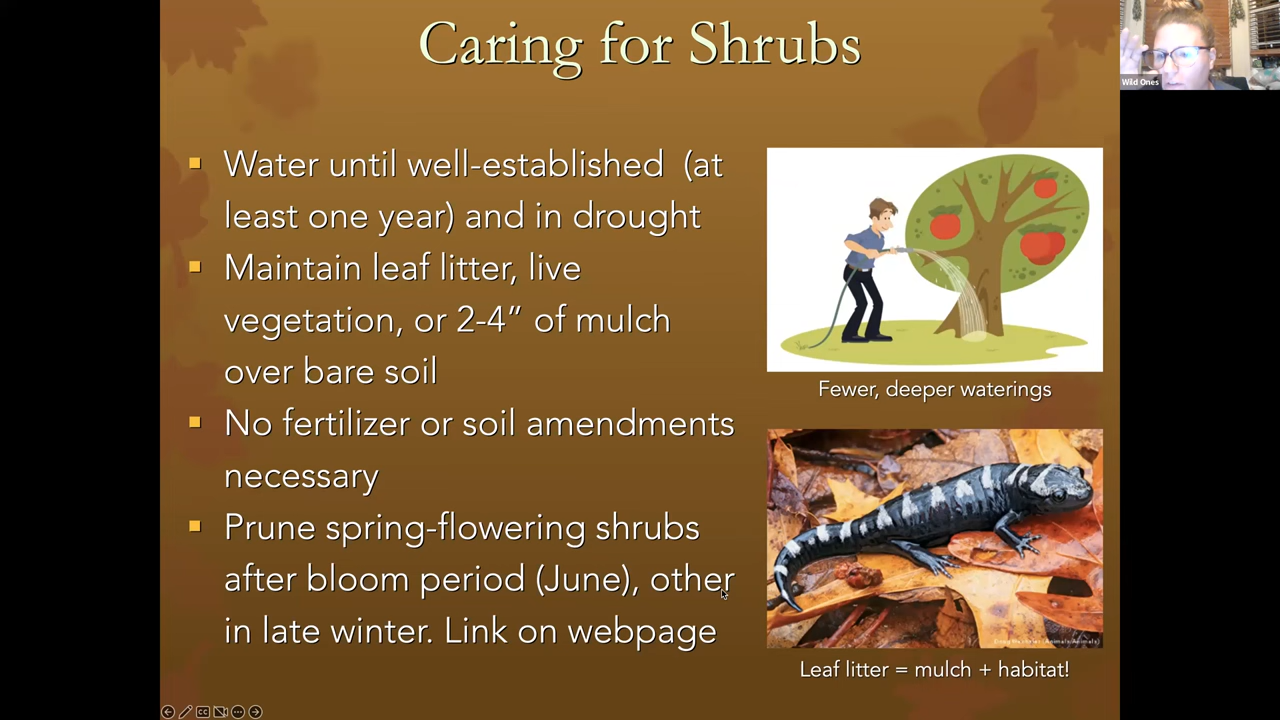 Caring for Shrubs
Wild Ones
Water until well-established (at
least one year) and in drought
Maintain leaf litter, live
vegetation, or 2-4” of mulch
over bare soil
No fertilizer or soil amendments
necessary
Prune spring-flowering shrubs
after bloom period (June), other
in late winter. Link on webpage
Fewer, deeper waterings
Leaf litter = mulch + habitat!
CC